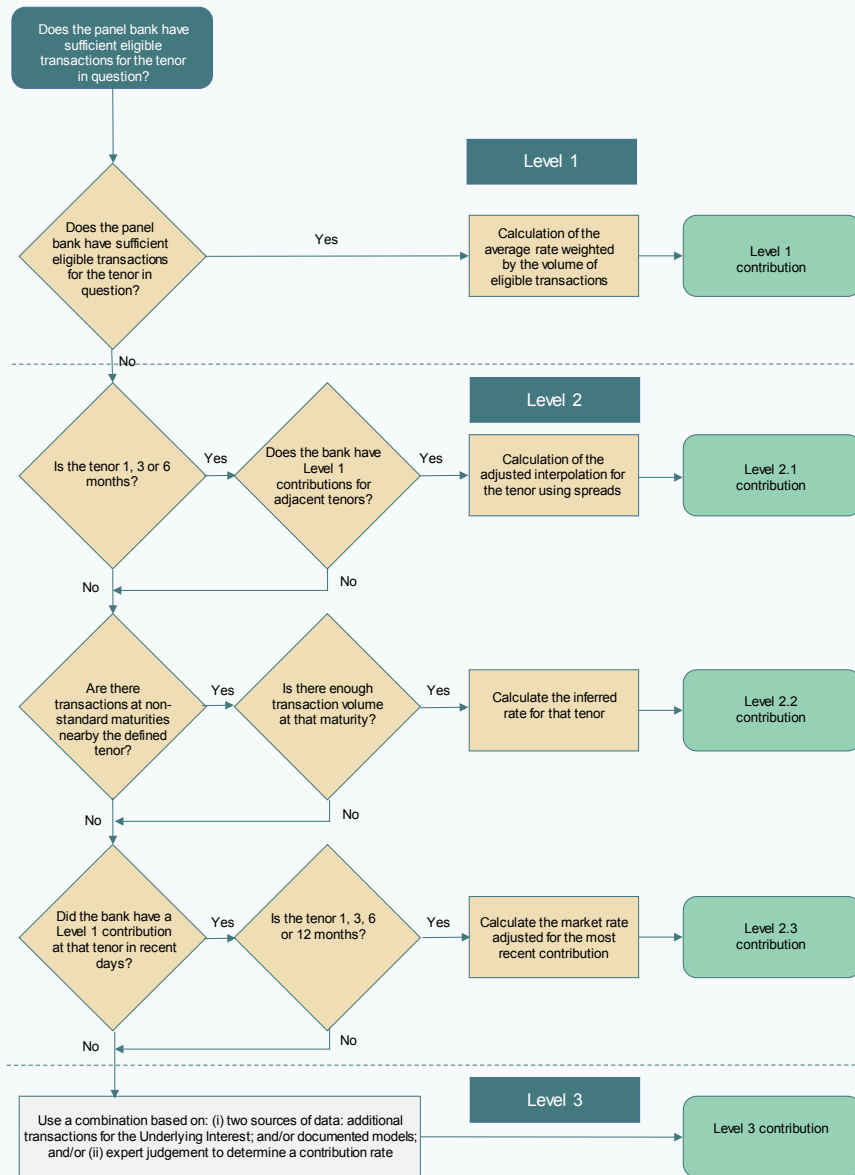 Does the panel bank have
sufficient eligible
transactions for the tenor
in question?
Level 1
Does the panel
bank have sufficient
eligible transactions
for the tenor in
question?
Yes
Calculation of the
average rate weighted
by the volume of
eligible transactions
Level 1
contribution
No
Level 2
Is the tenor 1, 3 or 6
months?
Yes
Does the bank have
Level 1
contributions for
adjacent tenors?
Yes
Calculation of the
adjusted interpolation for
the tenor using spreads
Level 2.1
contribution
No
No
Are there
transactions at non-
standard maturities
nearby the defined
tenor?
Yes
Is there enough
transaction volume
at that maturity?
Yes
Calculate the inferred
rate for that tenor
Level 2.2
contribution
No
No
Did the bank have a
Level 1 contribution
at that tenor in recent
days?
Yes
Is the tenor 1, 3, 6
or 12 months?
Yes
Calculate the market rate
adjusted for the most
recent contribution
Level 2.3
contribution
No
No
Level 3
Use a combination based on: (i) two sources of data: additional
transactions for the Underlying Interest; and/or documented models;
and/or (ii) expert judgement to determine a contribution rate
Level 3 contribution